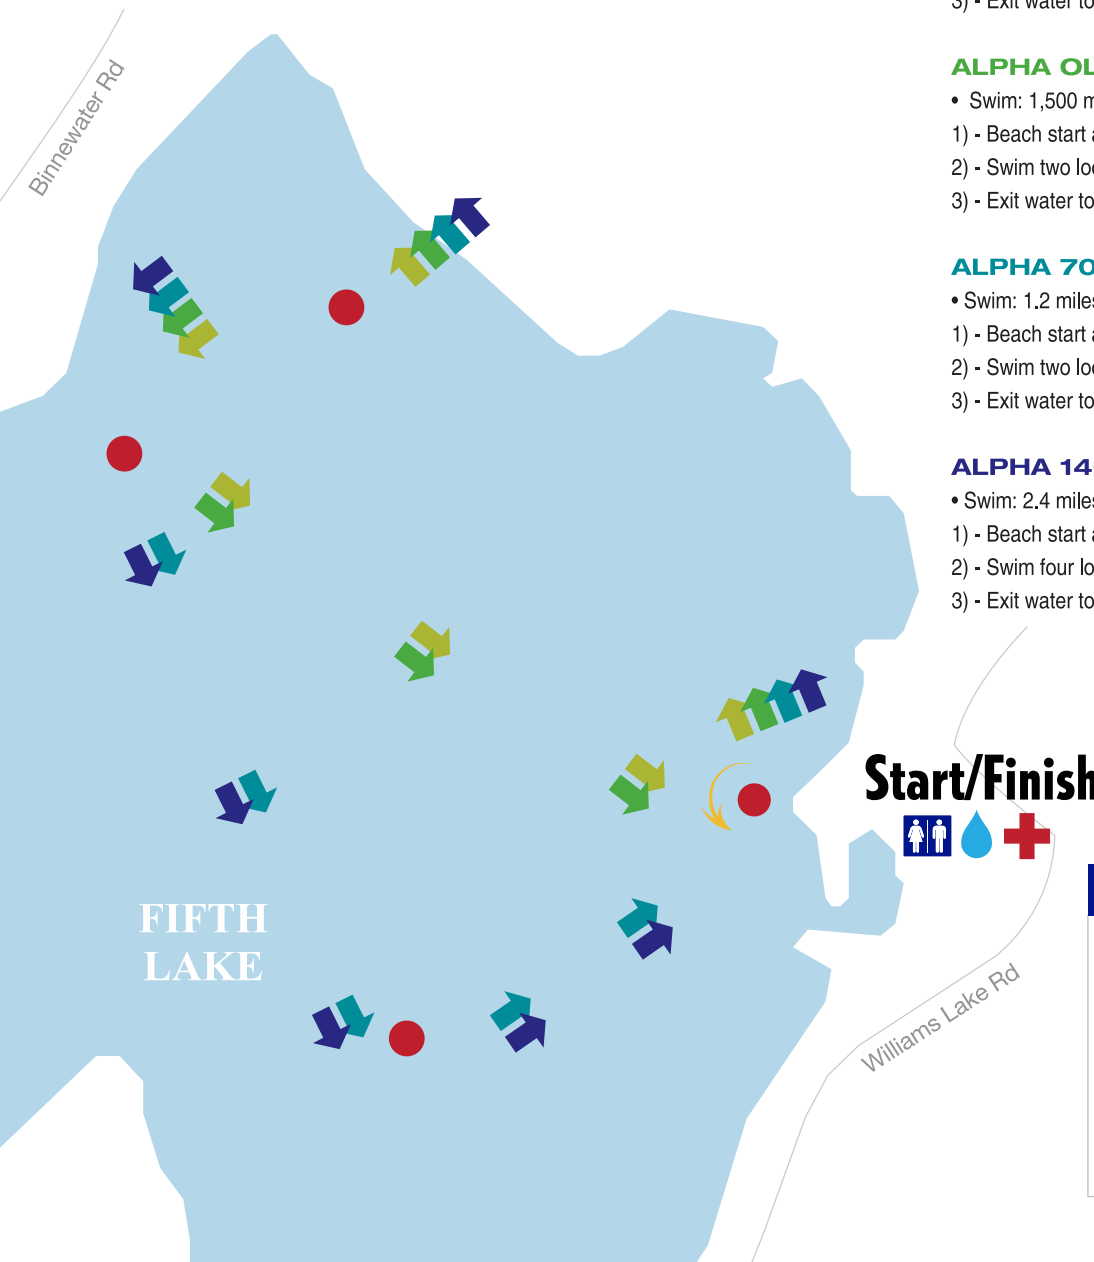 3) - Exit water to
ALPHA OL
• Swim: 1,500 m
1) - Beach start a
2) - Swim two loo
3) - Exit water to
ALPHA 70
• Swim: 1.2 miles
1) - Beach start a
2) - Swim two loo
3) - Exit water to
ALPHA 14
• Swim: 2.4 miles
1) - Beach start a
2) - Swim four lo
3) - Exit water to
Binnewater Rd
Start/Finish
FIFTH
LAKE
Williams Lake Rd